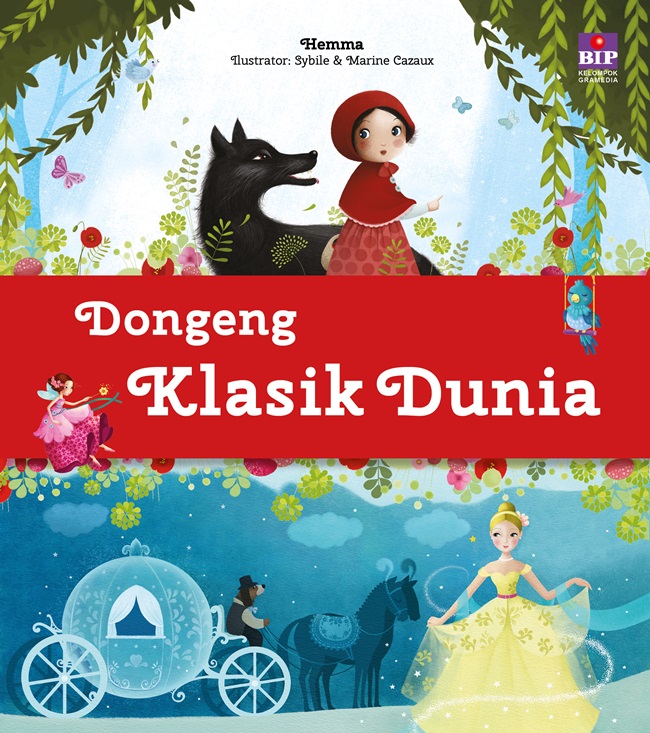 Hemma
Ilustrator: Sybile & Marine Cazaux
BIP
KELOMPOK
GRAMEDIA
Dongeng
Klasik Dunia